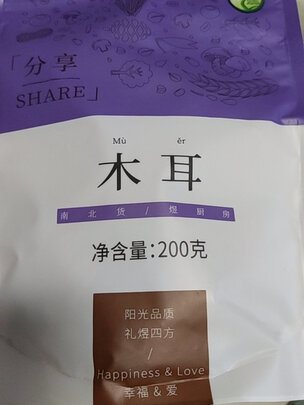 「分享
SHARE」
Mù ěr
木耳
南北货/煜厨房
净含量:200克
阳光品质
礼煜四方
/
Happiness & Love
幸福 & 爱